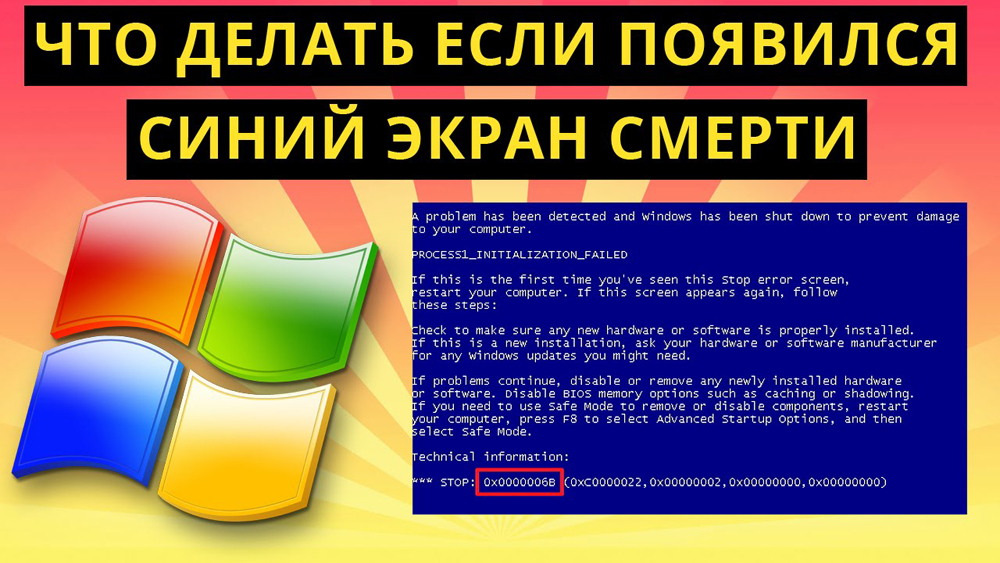 ЧТО ДЕЛАТЬ ЕСЛИ ПОЯВИЛСЯ
СИНИЙ ЭКРАН СМЕРТИ
A problem has been detected and Windows has been shut down to prevent damage
to your computer.
PROCESS1_INITIALIZATION_FAILED
If this is the first time you've seen this Stop error screen,
restart your computer. If this screen appears again, follow
these steps:
Check to make sure any new hardware or software is properly installed.
If this is a new installation, ask your hardware or software manufacturer
for any Windows updates you might need.
If problems continue, disable or remove any newly installed hardware
or software. Disable BIOS memory options such as caching or shadowing.
If you need to use Safe Mode to remove or disable components, restart
your computer, press F8 to select Advanced Startup Options, and then
select Safe Mode.
Technical information:
*** STOP: 0x0000006B (0xC0000022,0x00000002,0x00000000,0x00000000)